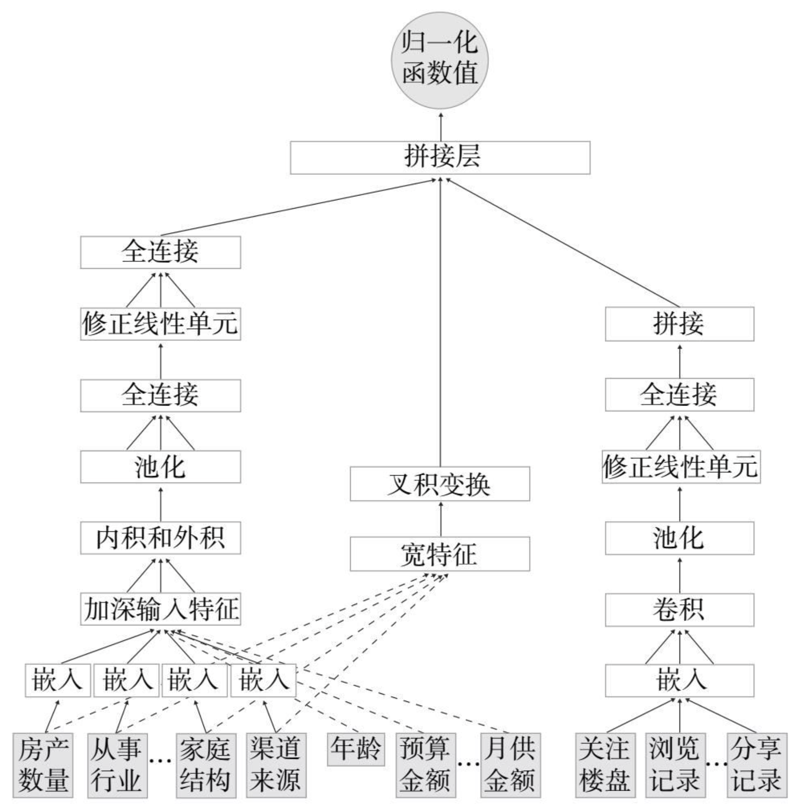 归一化
函数值
拼接层
全连接
修正线性单元
拼接
全连接
全连接
池化
叉积变换
修正线性单元
内积和外积
宽特征
池化
加深输入特征
卷积
嵌入 嵌入 嵌入 嵌入 嵌入
房产
数量
从事
行业
...
家庭
结构
渠道
来源
年龄
预算
金额
...
月供
金额
关注
楼盘
浏览
记录
...
分享
记录